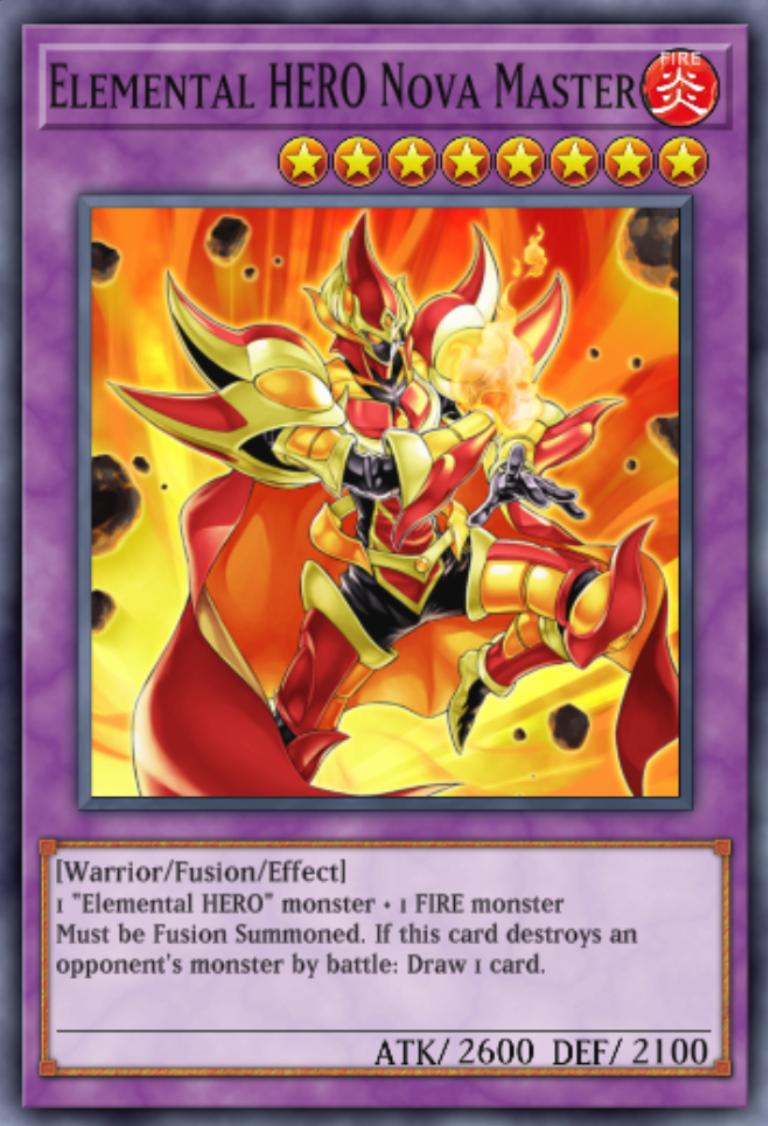 Elemental HERO Nova Master
FIRE
炎
[Warrior/Fusion/Effect]
1 "Elemental HERO" monster + 1 FIRE monster
Must be Fusion Summoned. If this card destroys an
opponent's monster by battle: Draw 1 card.
ATK/ 2600 DEF/ 2100